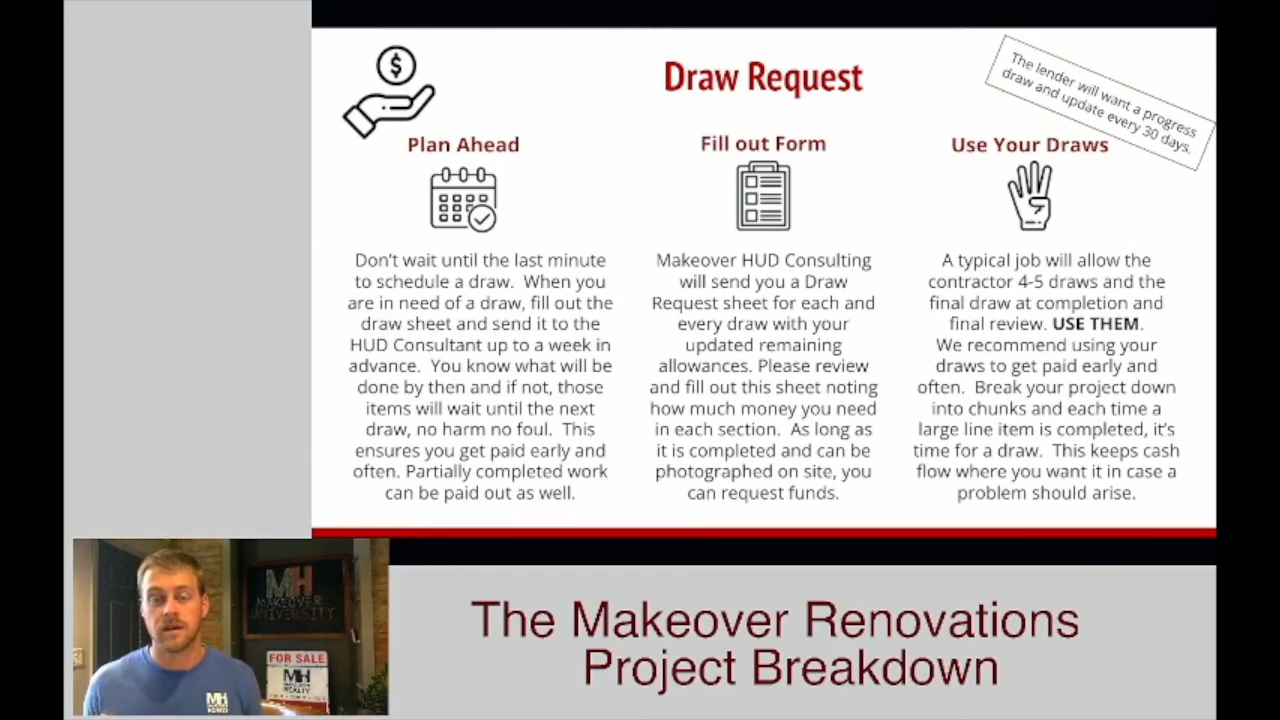 Draw Request
The lender will want a progress
draw and update every 30 days.
Plan Ahead
Don't wait until the last minute
to schedule a draw. When you
are in need of a draw, fill out the
draw sheet and send it to the
HUD Consultant up to a week in
advance. You know what will be
done by then and if not, those
items will wait until the next
draw, no harm no foul. This
ensures you get paid early and
often. Partially completed work
can be paid out as well.
Fill out Form
Makeover HUD Consulting
will send you a Draw
Request sheet for each and
every draw with your
updated remaining
allowances. Please review
and fill out this sheet noting
how much money you need
in each section. As long as
it is completed and can be
photographed on site, you
can request funds.
Use Your Draws
A typical job will allow the
contractor 4-5 draws and the
final draw at completion and
final review. USE THEM.
We recommend using your
draws to get paid early and
often. Break your project down
into chunks and each time a
large line item is completed, it's
time for a draw. This keeps cash
flow where you want it in case a
problem should arise.
$
MH
MAKEOVER
UNIVERSITY
FOR SALE
MH
REALTY
MH
The Makeover Renovations
Project Breakdown